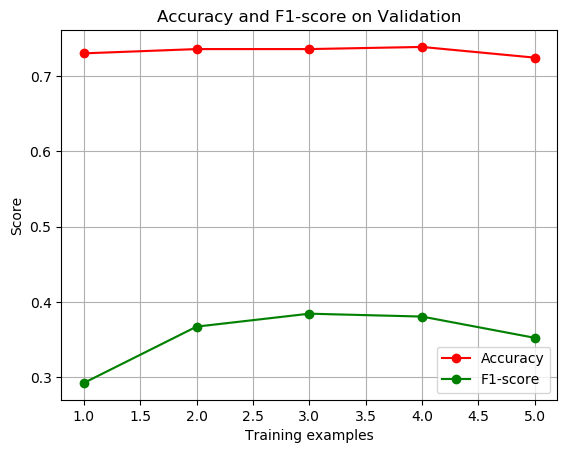 Accuracy and F1-score on Validation
Score
0.7
0.6
0.5
0.4
0.3
Accuracy
F1-score
1.0 1.5 2.0 2.5 3.0 3.5 4.0 4.5 5.0
Training examples